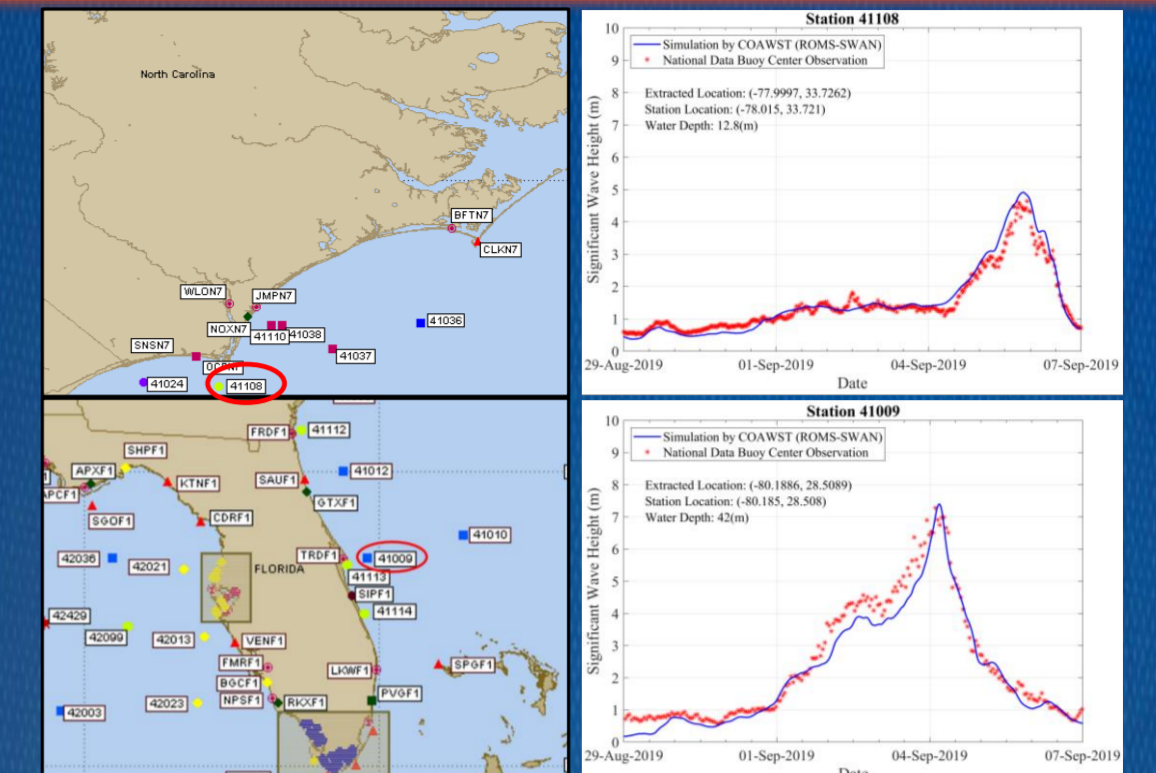 North Carolina
BFTN7
CLKN7
WLON7
JMPN7
NOXN7
41110
41038
41036
41037
SNSN7
41024
41108
Station 41108
Simulation by COAWST (ROMS-SWAN)
National Data Buoy Center Observation
Extracted Location: (-77.9997, 33.7262)
Station Location: (-78.015, 33.721)
Water Depth: 12.8(m)
Significant Wave Height (m)
10
9
8
7
6
5
4
3
2
1
0
29-Aug-2019 01-Sep-2019 04-Sep-2019 07-Sep-2019
Date
FRDF1
41112
SHPF1
APXF1
KTNF1
SAUF1
41012
GTXF1
SGOF1
CDRF1
41010
42036
42021
FLORIDA
TRDF1
41009
41113
SIPF1
41114
42429
42099
42013
VENF1
FMRF1
LKWF1
SPGF1
BGCF1
NPSF1
RKXF1
PVGF1
42023
42003
Station 41009
Simulation by COAWST (ROMS-SWAN)
National Data Buoy Center Observation
Extracted Location: (-80.1886, 28.5089)
Station Location: (-80.185, 28.508)
Water Depth: 42(m)
Significant Wave Height (m)
10
9
8
7
6
5
4
3
2
1
0
29-Aug-2019 01-Sep-2019 04-Sep-2019 07-Sep-2019
Date